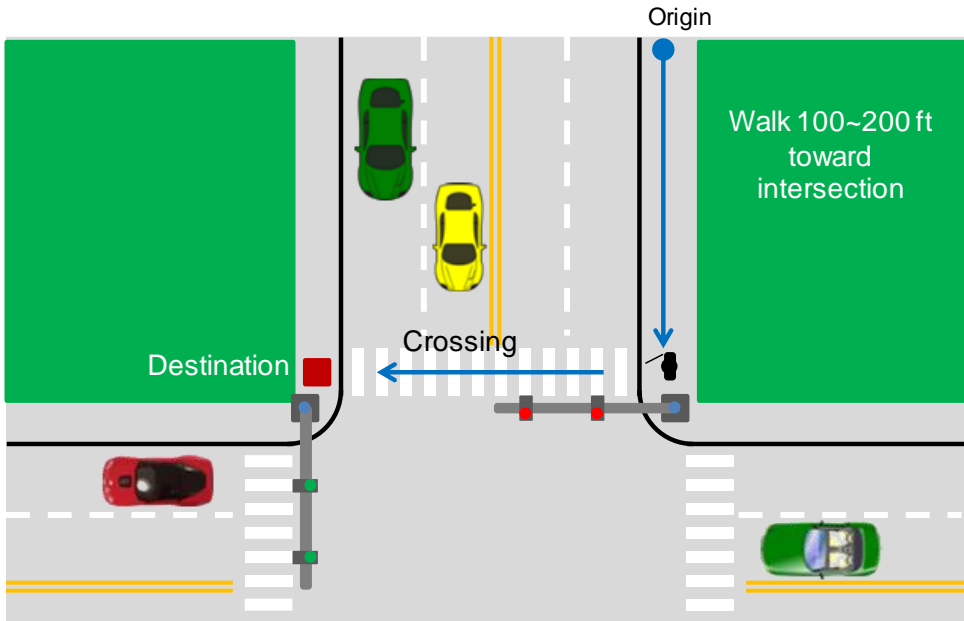 Origin
Walk 100~200 ft
toward
intersection
Crossing
Destination